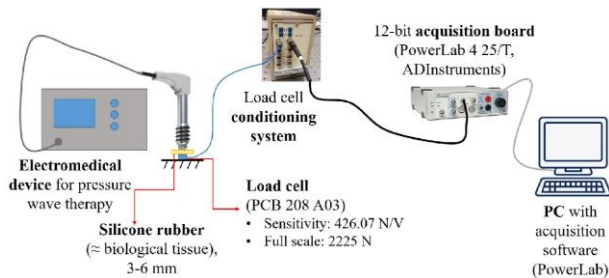 12-bit acquisition board
(PowerLab 4 25/T,
ADInstruments)
Load cell
conditioning
system
Electromedical
device for pressure
wave therapy
Load cell
(PCB 208 A03)
• Sensitivity: 426.07 N/V
• Full scale: 2225 N
Silicone rubber
(≈ biological tissue),
3-6 mm
PC with
acquisition
software
(PowerLab)